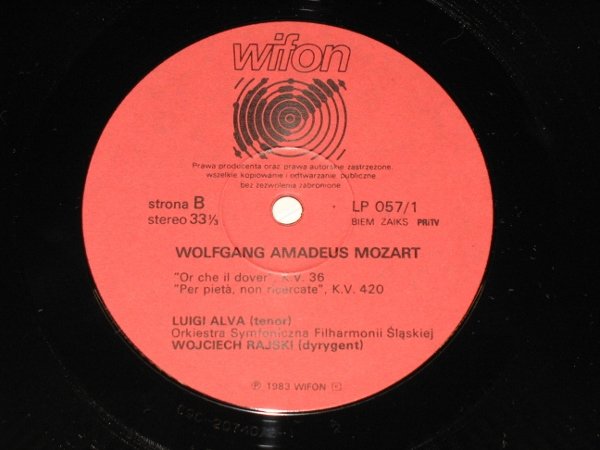 wifon
Prawa producenta oraz prawa autorskie zastrzeżone,
wszelkie kopiowanie i odtwarzanie publiczne
bez zezwolenia zabronione.
strona B
stereo 33⅓
LP 057/1
BIEM ZAIKS PRiTV
WOLFGANG AMADEUS MOZART
"Or che il dover", K.V. 36
"Per pietà, non ricercate", K.V. 420
LUIGI ALVA (tenor)
Orkiestra Symfoniczna Filharmonii Śląskiej
WOJCIECH RAJSKI (dyrygent)
℗ 1983 WIFON